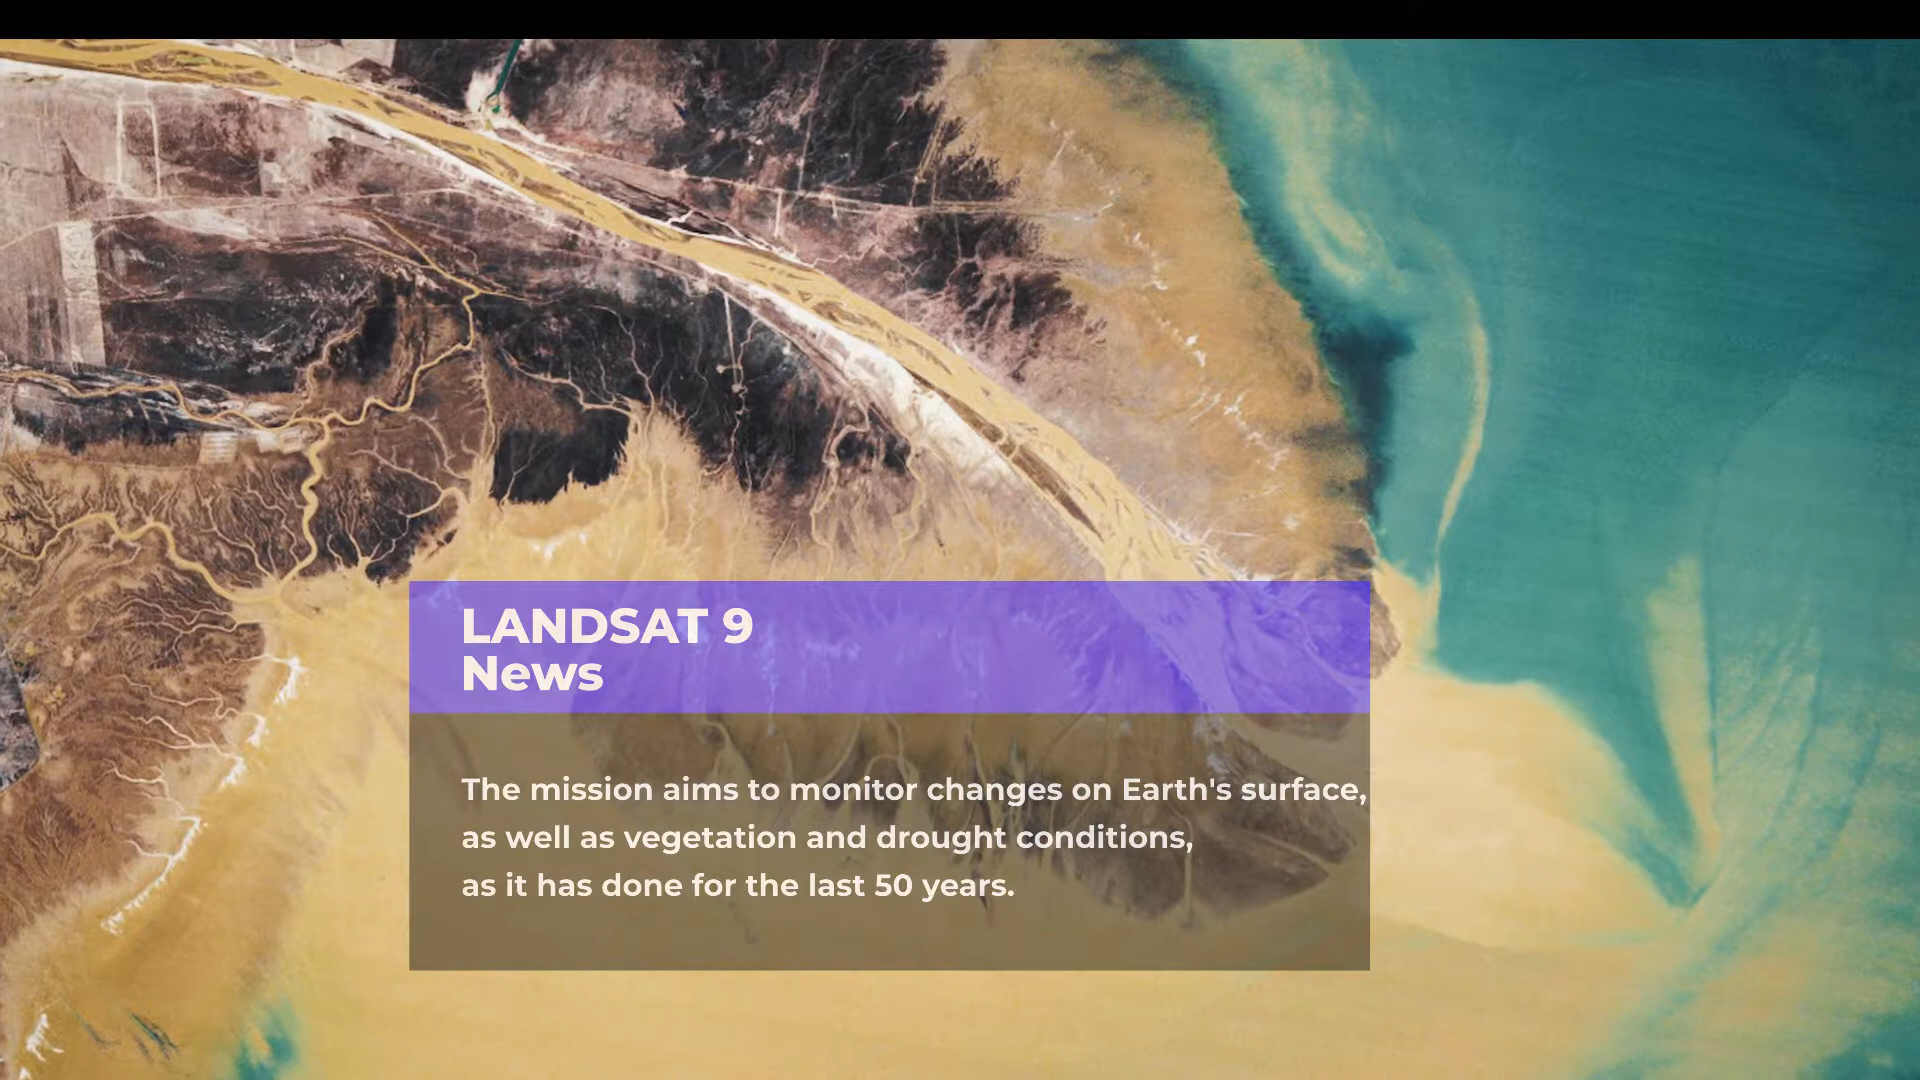 LANDSAT 9
News
The mission aims to monitor changes on Earth's surface,
as well as vegetation and drought conditions,
as it has done for the last 50 years.